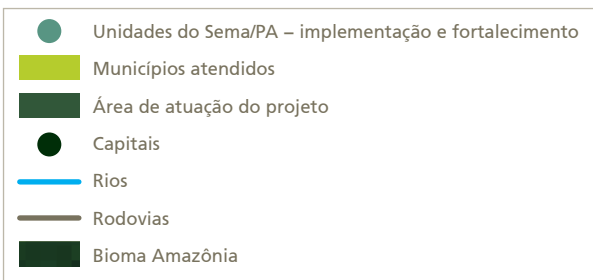 Unidades do Sema/PA – implementação e fortalecimento
Municípios atendidos
Área de atuação do projeto
Capitais
Rios
Rodovias
Bioma Amazônia